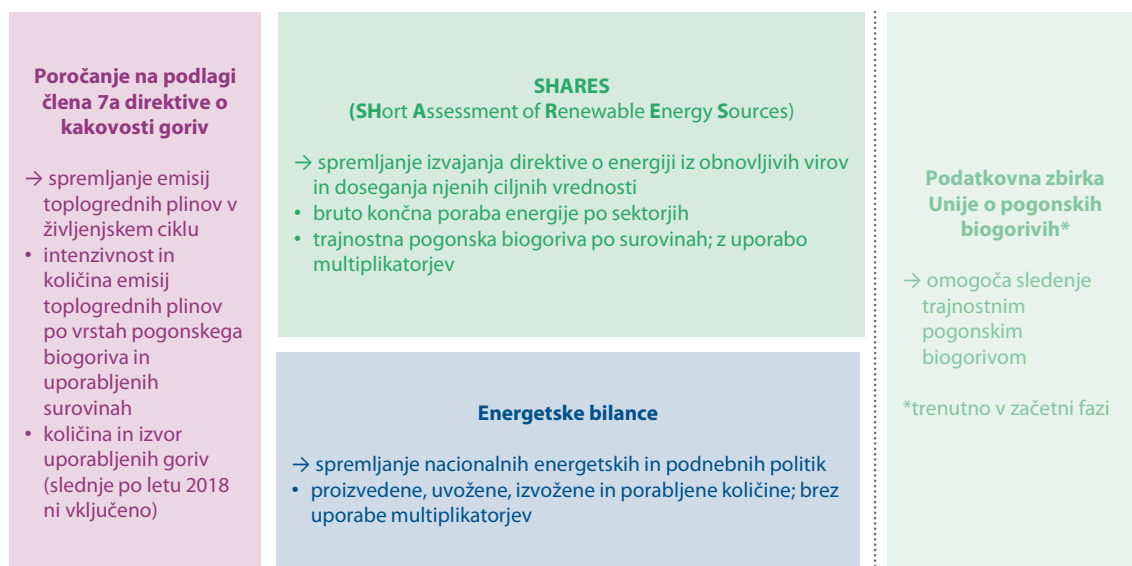 Poročanje na podlagi
člena 7a direktive o
kakovosti goriv
→ spremljanje emisij
toplogrednih plinov v
življenjskem ciklu
• intenzivnost in
količina emisij
toplogrednih plinov
po vrstah pogonskega
biogoriva in
uporabljenih
surovinah
• količina in izvor
uporabljenih goriv
(slednje po letu 2018
ni vključeno)
SHARES
(SHort Assessment of Renewable Energy Sources)
→ spremljanje izvajanja direktive o energiji iz obnovljivih virov
in doseganja njenih ciljnih vrednosti
• bruto končna poraba energije po sektorjih
• trajnostna pogonska biogoriva po surovinah; z uporabo
multiplikatorjev
Energetske bilance
→ spremljanje nacionalnih energetskih in podnebnih politik
• proizvedene, uvožene, izvožene in porabljene količine; brez
uporabe multiplikatorjev
Podatkovna zbirka
Unije o pogonskih
biogorivih*
→ omogoča sledenje
trajnostnim
pogonskim
biogorivom
*trenutno v začetni fazi